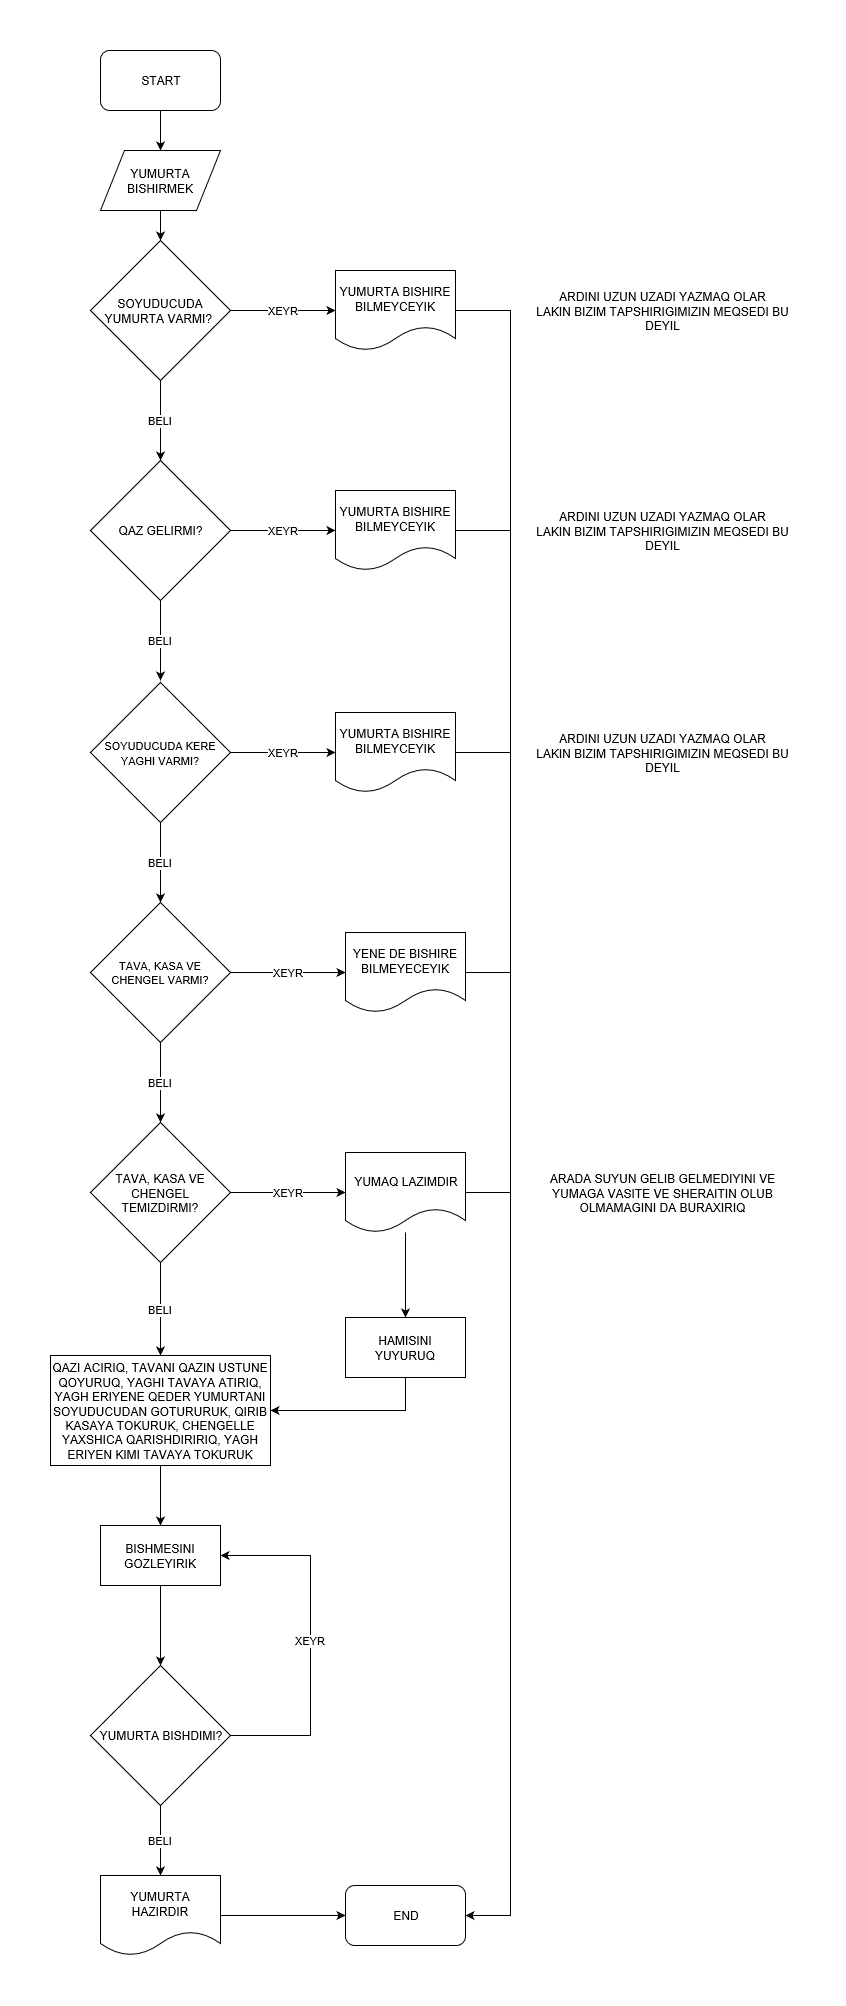 START
YUMURTA
BISHIRMEK
SOYUDUCUDA
YUMURTA VARMI?
XEYR
YUMURTA BISHIRE
BILMEYCEYIK
ARDINI UZUN UZADI YAZMAQ OLAR
LAKIN BIZIM TAPSHIRIGIMIZIN MEQSEDI BU
DEYIL
BELI
QAZ GELIRMI?
XEYR
YUMURTA BISHIRE
BILMEYCEYIK
ARDINI UZUN UZADI YAZMAQ OLAR
LAKIN BIZIM TAPSHIRIGIMIZIN MEQSEDI BU
DEYIL
BELI
SOYUDUCUDA KERE
YAGHI VARMI?
XEYR
YUMURTA BISHIRE
BILMEYCEYIK
ARDINI UZUN UZADI YAZMAQ OLAR
LAKIN BIZIM TAPSHIRIGIMIZIN MEQSEDI BU
DEYIL
BELI
TAVA, KASA VE
CHENGEL VARMI?
XEYR
YENE DE BISHIRE
BILMEYECEYIK
BELI
TAVA, KASA VE
CHENGEL
TEMIZDIRMI?
XEYR
YUMAQ LAZIMDIR
ARADA SUYUN GELIB GELMEDIYINI VE
YUMAGA VASITE VE SHERAITIN OLUB
OLMAMAGINI DA BURAXIRIQ
BELI
HAMISINI
YUYURUQ
QAZI ACIRIQ, TAVANI QAZIN USTUNE
QOYURUQ, YAGHI TAVAYA ATIRIQ,
YAGH ERIYENE QEDER YUMURTANI
SOYUDUCUDAN GOTURURUK, QIRIB
KASAYA TOKURUK, CHENGELLE
YAXSHICA QARISHDIRIRIQ, YAGH
ERIYEN KIMI TAVAYA TOKURUK
BISHMESINI
GOZLEYIRIK
XEYR
YUMURTA BISHDIMI?
BELI
YUMURTA
HAZIRDIR
END